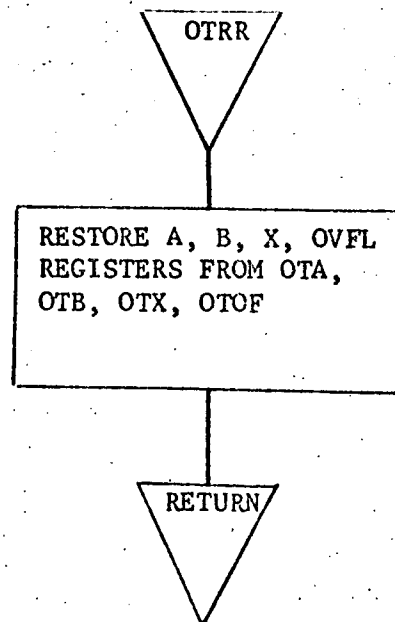 OTRR
RESTORE A, B, X, OVFL
REGISTERS FROM OTA,
OTB, OTX, OTOF
RETURN